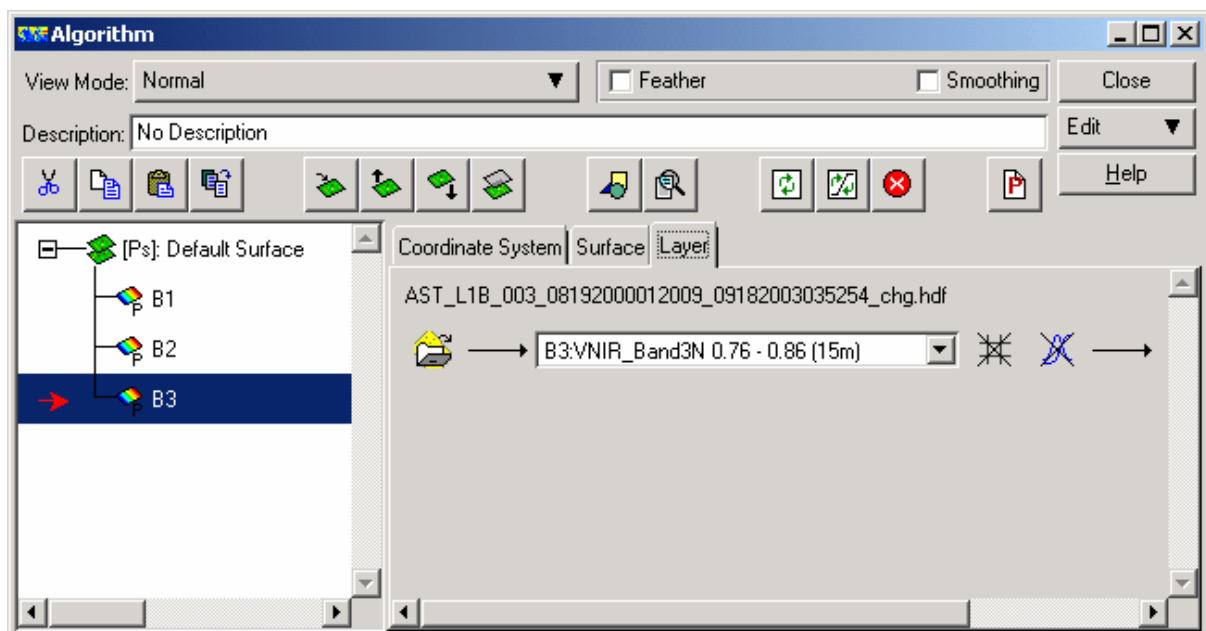 Algorithm
View Mode: Normal Feather Smoothing Close
Description: No Description Edit
Help
[Ps]: Default Surface
B1
B2
B3
Coordinate System Surface Layer
AST_L1B_003_08192000012009_09182003035254_chg.hdf
B3:VNIR_Band3N 0.76 - 0.86 (15m)